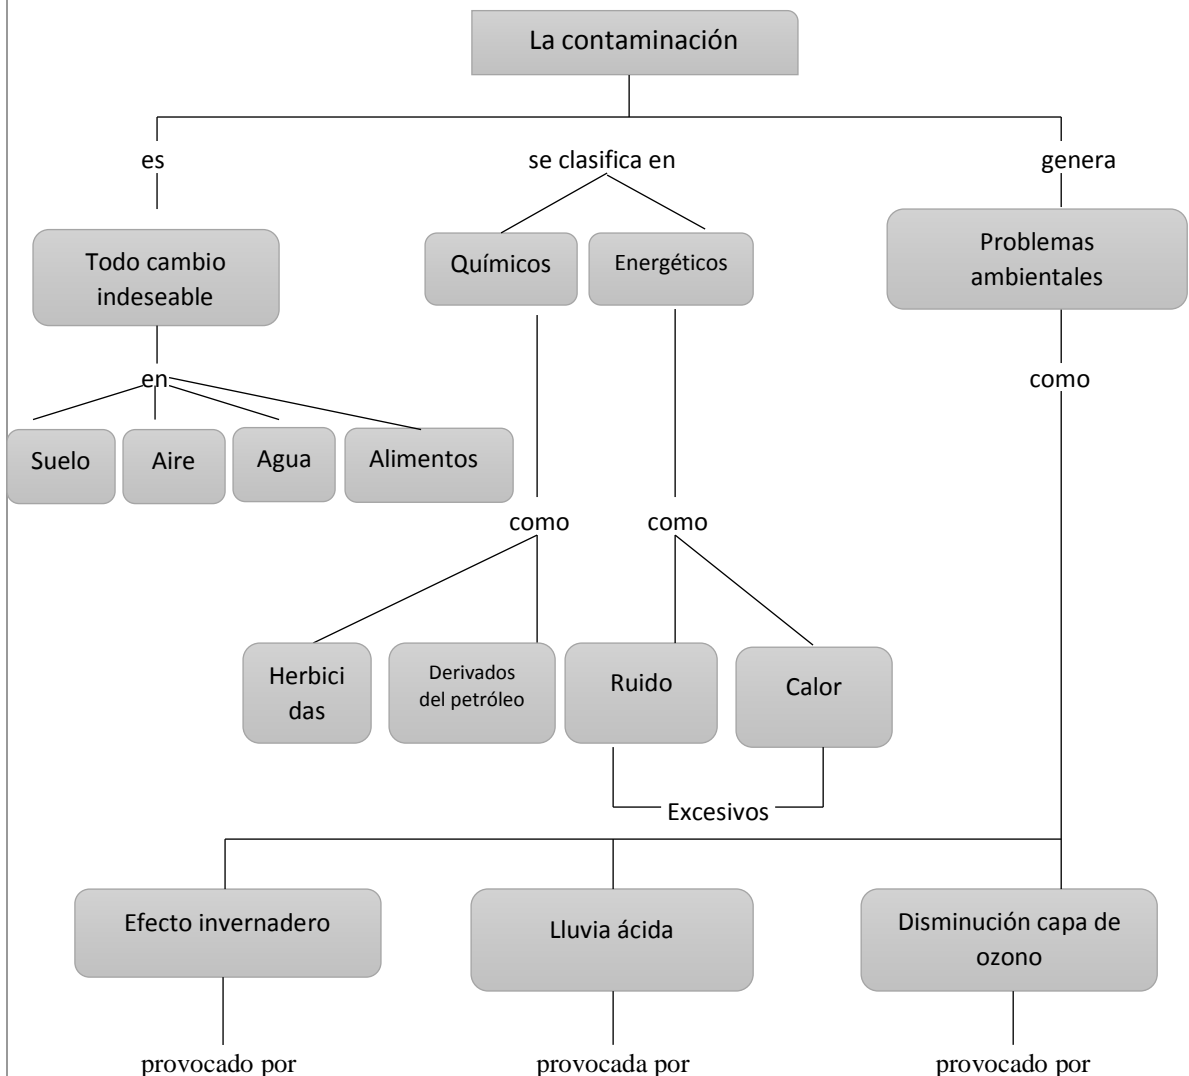 La contaminación
es
se clasifica en
genera
Todo cambio
indeseable
Químicos
Energéticos
Problemas
ambientales
en
como
Suelo
Aire
Agua
Alimentos
como
como
Herbici
das
Derivados
del petróleo
Ruido
Calor
Excesivos
Efecto invernadero
Lluvia ácida
Disminución capa de
ozono
provocado por
provocada por
provocado por